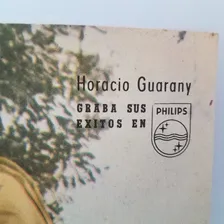 Horacio Guarany
GRABA SUS
EXITOS EN
PHILIPS